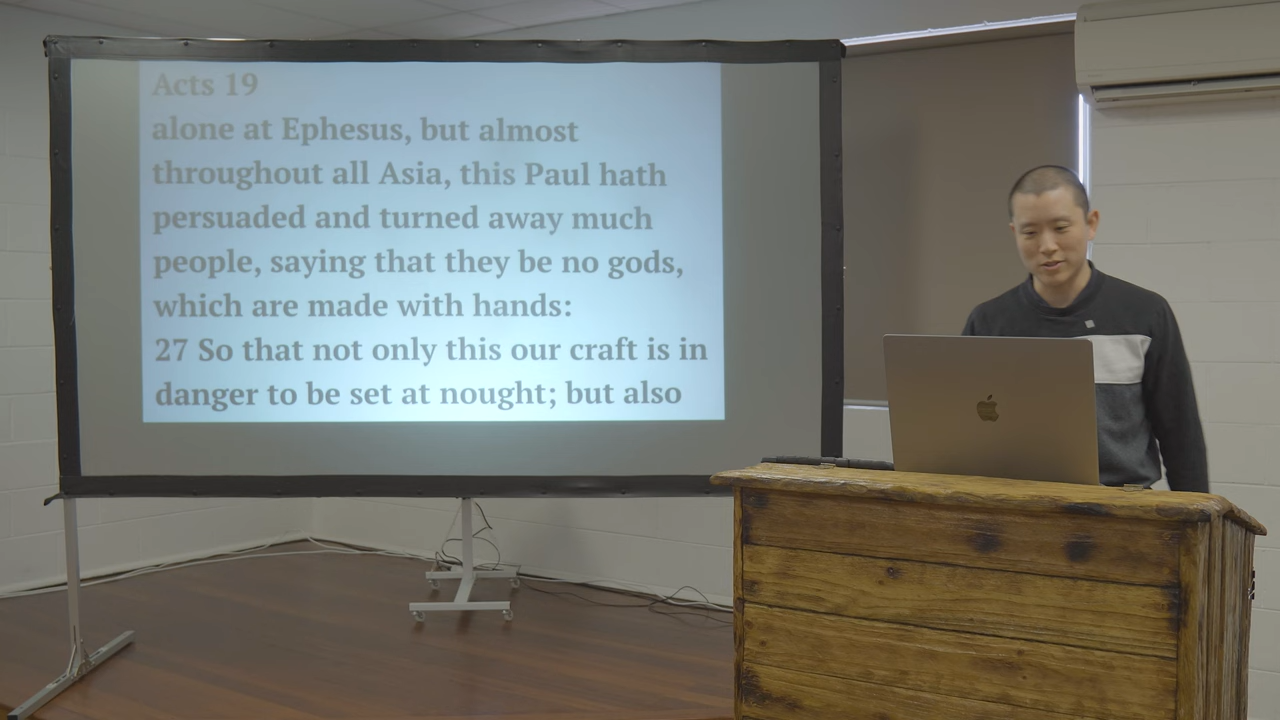 Acts 19
alone at Ephesus, but almost
throughout all Asia, this Paul hath
persuaded and turned away much
people, saying that they be no gods,
which are made with hands:
27 So that not only this our craft is in
danger to be set at nought; but also